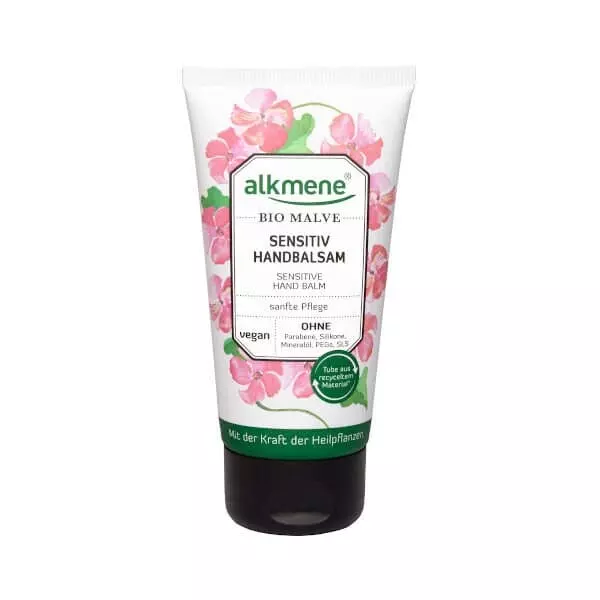 alkmene®
BIO MALVE
SENSITIV
HANDBALSAM
SENSITIVE
HAND BALM
sanfte Pflege
vegan
OHNE
Parabene, Silikone,
Mineralöl, PEGs, SLS
Tube aus
recyceltem
Material*
Mit der Kraft der Heilpflanzen